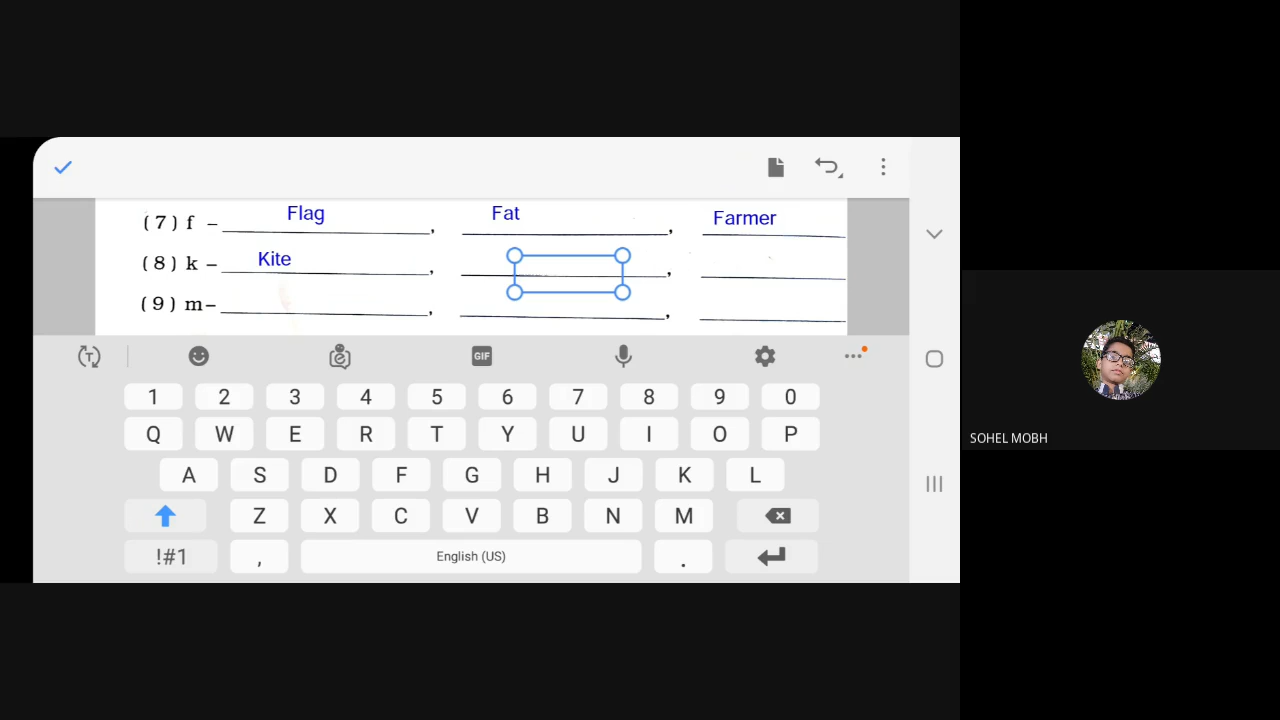 ( 7 ) f – Flag , Fat , Farmer
( 8 ) k – Kite , ,
( 9 ) m– , ,
T GIF
1 2 3 4 5 6 7 8 9 0
Q W E R T Y U I O P
A S D F G H J K L
Z X C V B N M
!#1 , English (US) .
SOHEL MOBH